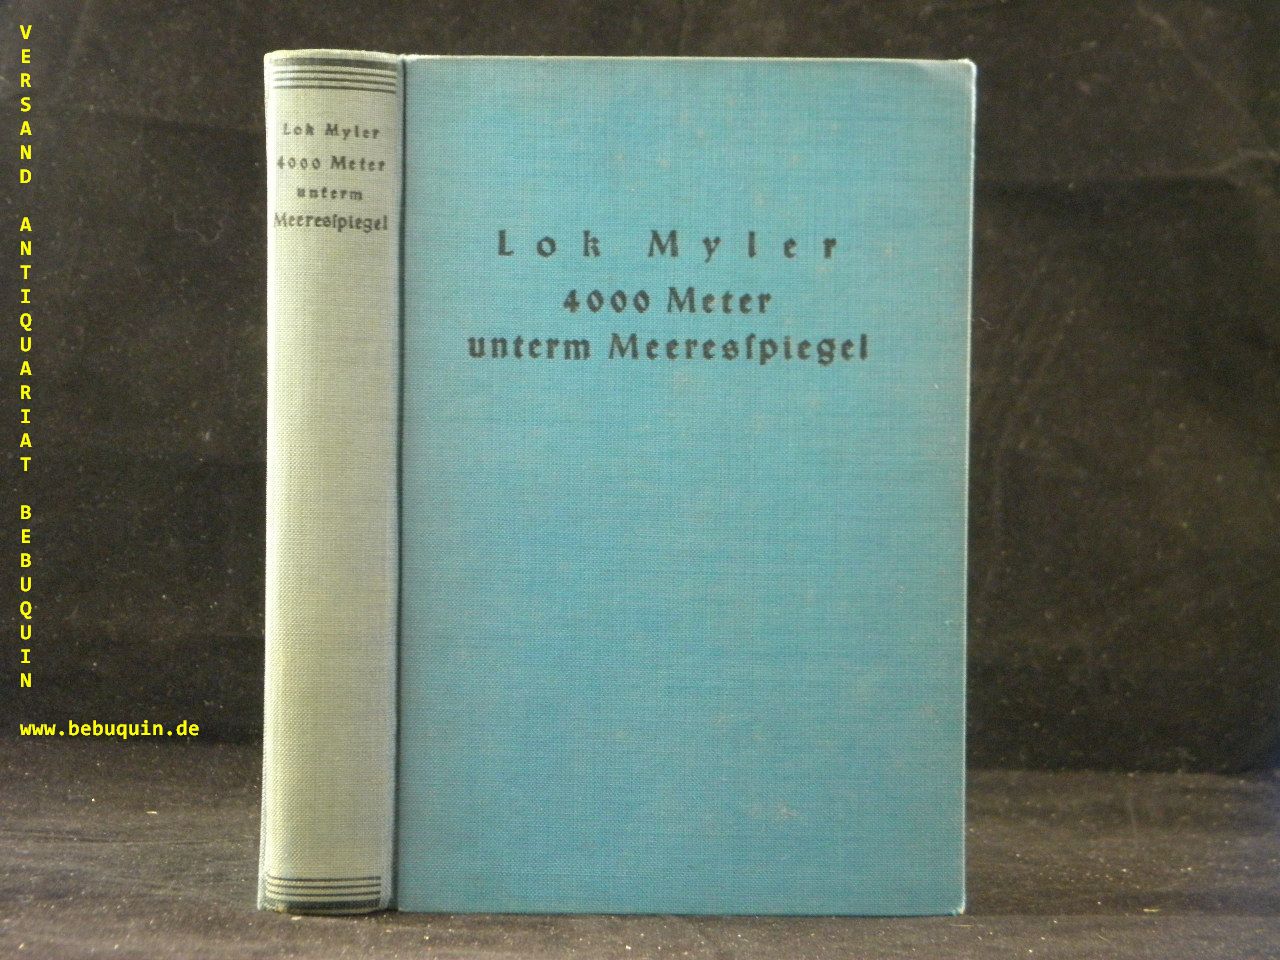 VERSAND ANTIQUARIAT BEBUQUIN
www.bebuquin.de
Lok Myler
4000 Meter
unterm
Meeresſpiegel
Lok Myler
4000 Meter
unterm Meeresſpiegel